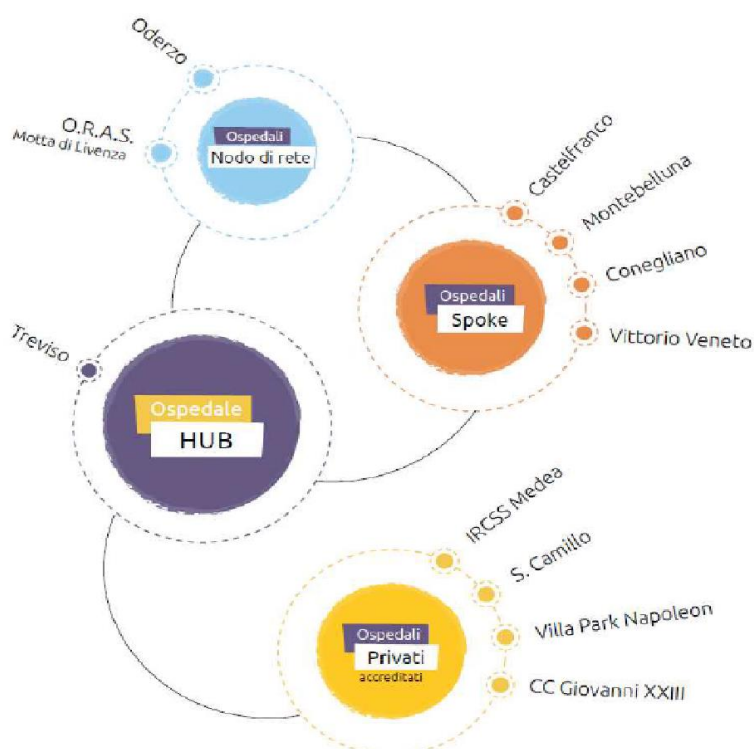 Oderzo
O.R.A.S.
Motta di Livenza
Ospedali
Nodo di rete
Castelfranco
Montebelluna
Conegliano
Vittorio Veneto
Ospedali
Spoke
Treviso
Ospedale
HUB
IRCSS Medea
S. Camillo
Villa Park Napoleon
CC Giovanni XXIII
Ospedali
Privati
accreditati